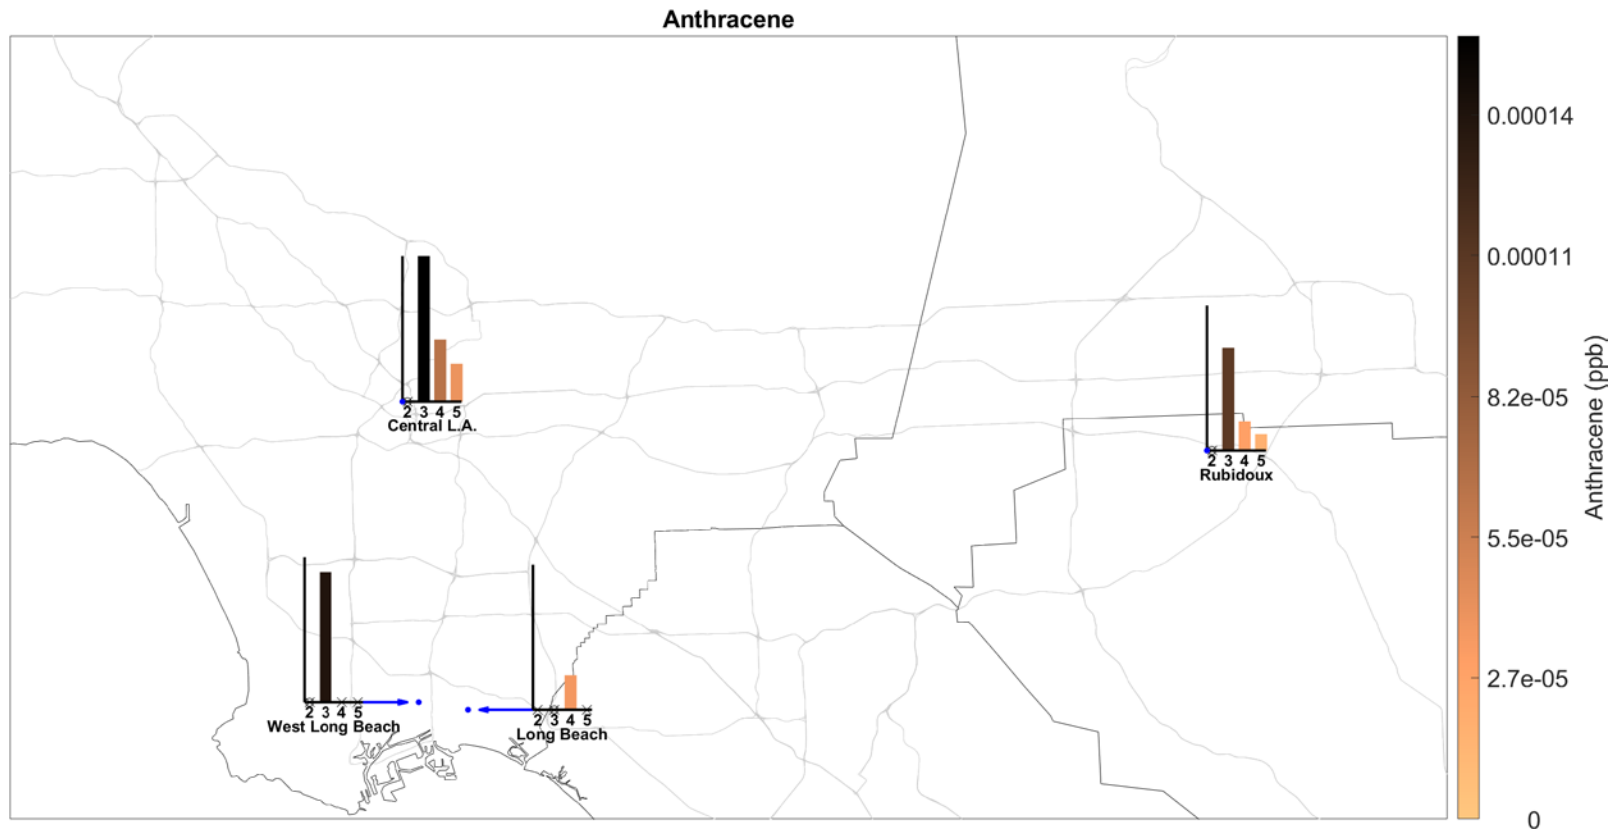 Anthracene
0.00014
0.00011
8.2e-05
5.5e-05
2.7e-05
0
Anthracene (ppb)
2 3 4 5
Central L.A.
2 3 4 5
Rubidoux
2 3 4 5
West Long Beach
2 3 4 5
Long Beach